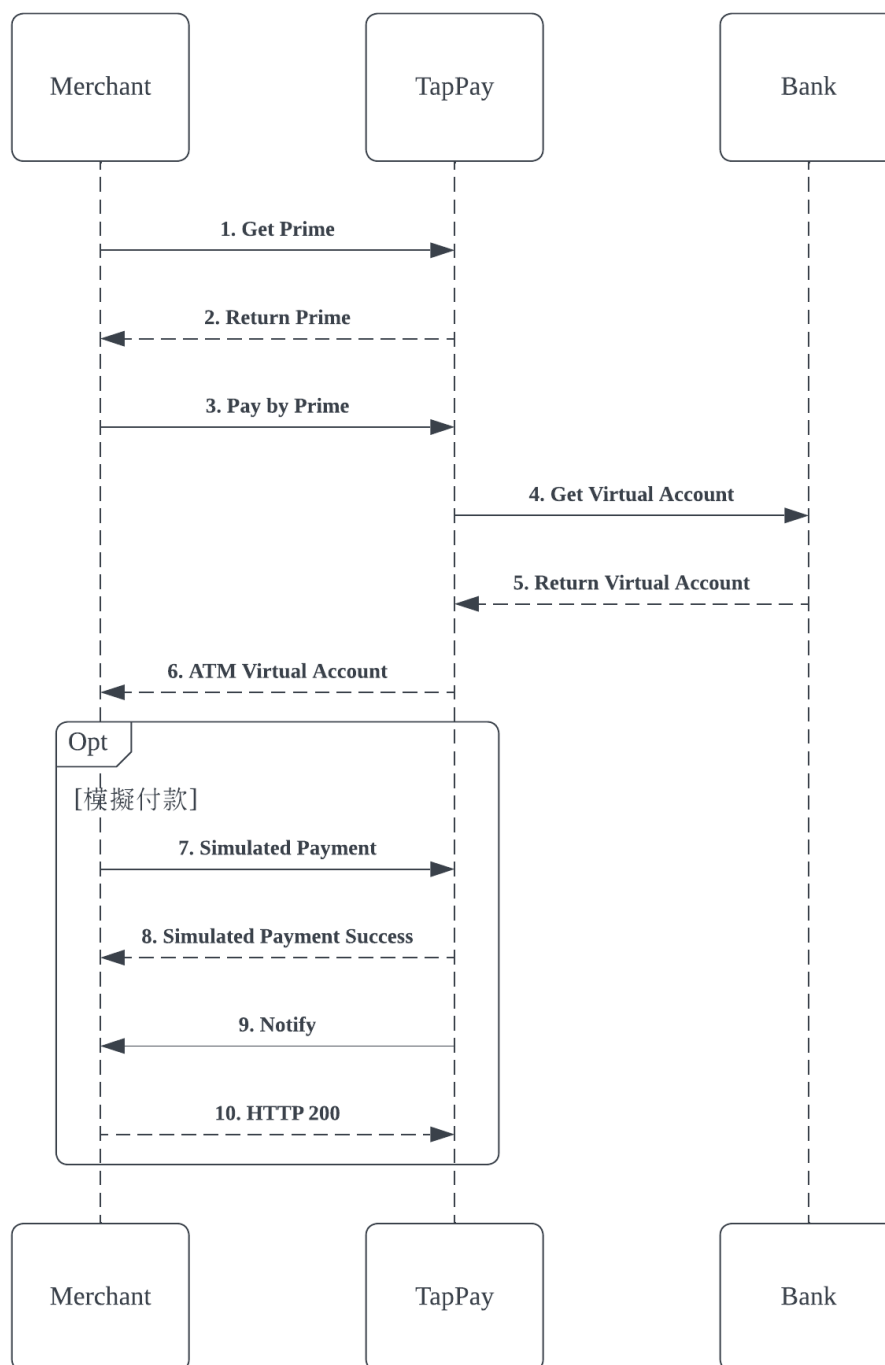 Merchant
TapPay
Bank
1. Get Prime
2. Return Prime
3. Pay by Prime
4. Get Virtual Account
5. Return Virtual Account
6. ATM Virtual Account
Opt
[模擬付款]
7. Simulated Payment
8. Simulated Payment Success
9. Notify
10. HTTP 200
Merchant
TapPay
Bank